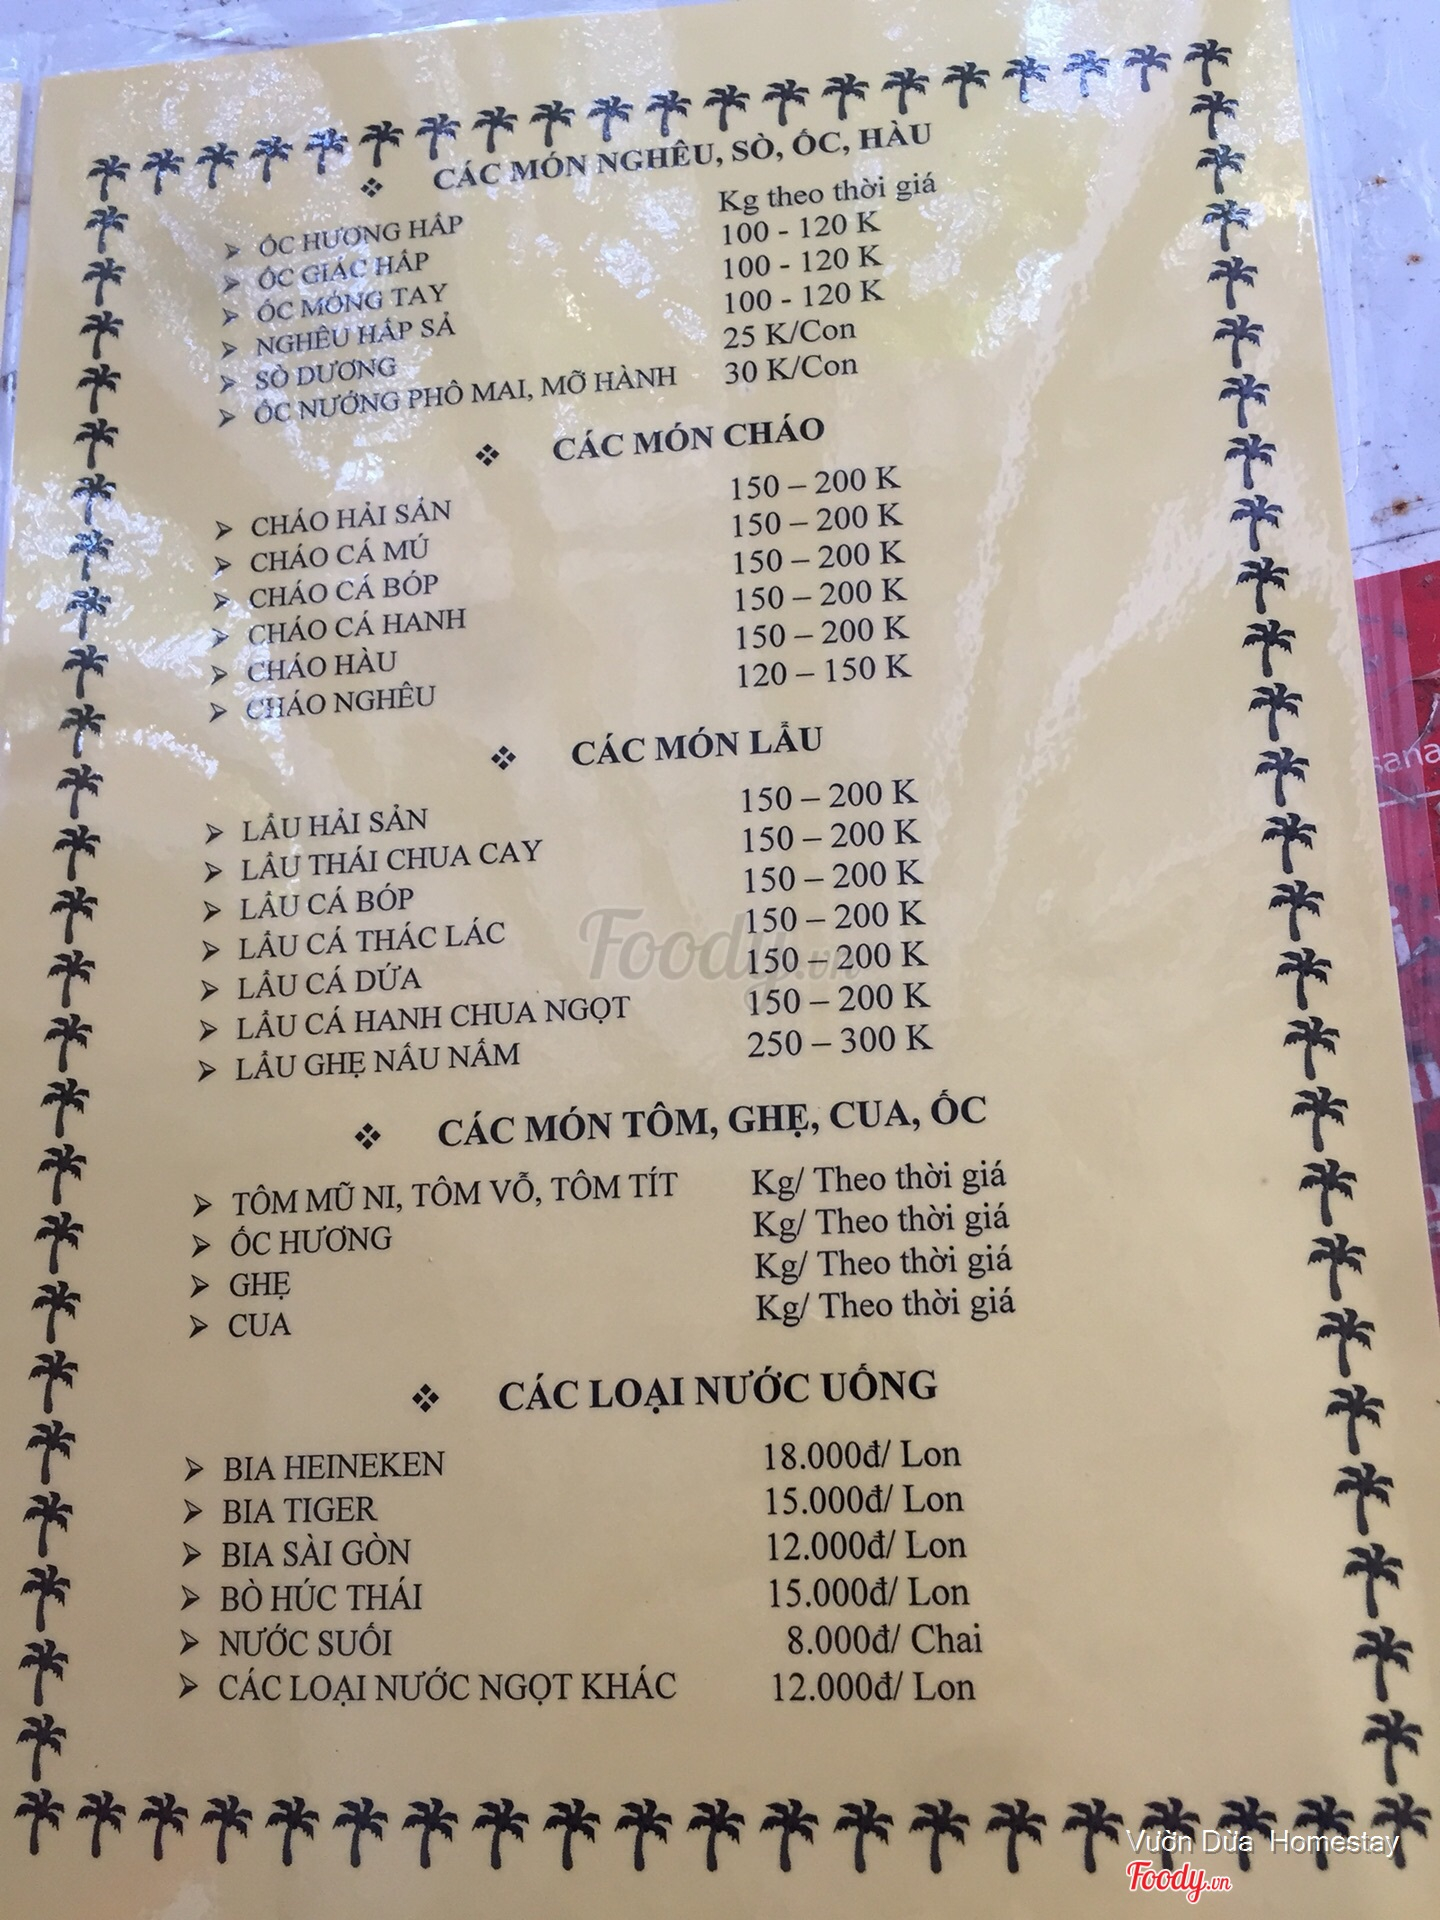 ❖ CÁC MÓN NGHÊU, SÒ, ỐC, HÀU
➢ ỐC HƯƠNG HẤP Kg theo thời giá
➢ ỐC GIÁC HẤP 100 - 120 K
➢ ỐC MÓNG TAY 100 - 120 K
➢ NGHÊU HẤP SẢ 100 - 120 K
➢ SÒ DƯƠNG 25 K/Con
➢ ỐC NƯỚNG PHÔ MAI, MỠ HÀNH 30 K/Con
❖ CÁC MÓN CHÁO
➢ CHÁO HẢI SẢN 150 – 200 K
➢ CHÁO CÁ MÚ 150 – 200 K
➢ CHÁO CÁ BÓP 150 – 200 K
➢ CHÁO CÁ HANH 150 – 200 K
➢ CHÁO HÀU 150 – 200 K
➢ CHÁO NGHÊU 120 – 150 K
❖ CÁC MÓN LẨU
➢ LẨU HẢI SẢN 150 – 200 K
➢ LẨU THÁI CHUA CAY 150 – 200 K
➢ LẨU CÁ BÓP 150 – 200 K
➢ LẨU CÁ THÁC LÁC 150 – 200 K
➢ LẨU CÁ DỨA 150 – 200 K
➢ LẨU CÁ HANH CHUA NGỌT 150 – 200 K
➢ LẨU GHẸ NẤU NẤM 250 – 300 K
❖ CÁC MÓN TÔM, GHẸ, CUA, ỐC
➢ TÔM MŨ NI, TÔM VỖ, TÔM TÍT Kg/ Theo thời giá
➢ ỐC HƯƠNG Kg/ Theo thời giá
➢ GHẸ Kg/ Theo thời giá
➢ CUA Kg/ Theo thời giá
❖ CÁC LOẠI NƯỚC UỐNG
➢ BIA HEINEKEN 18.000đ/ Lon
➢ BIA TIGER 15.000đ/ Lon
➢ BIA SÀI GÒN 12.000đ/ Lon
➢ BÒ HÚC THÁI 15.000đ/ Lon
➢ NƯỚC SUỐI 8.000đ/ Chai
➢ CÁC LOẠI NƯỚC NGỌT KHÁC 12.000đ/ Lon
Foody.vn
Vườn Dừa Homestay
Foody.vn